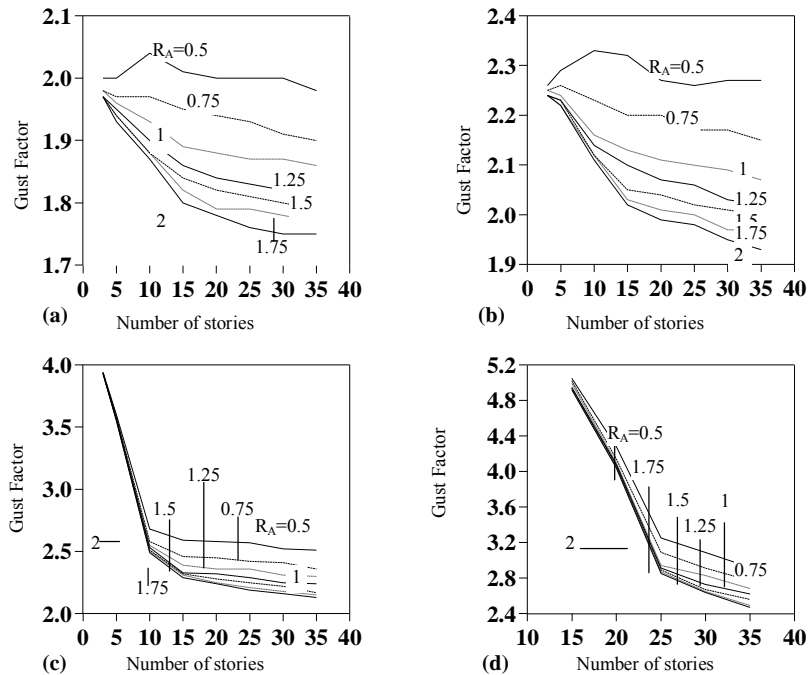 2.1
2.0
1.9
1.8
1.7
Gust Factor
R_A=0.5
0.75
1
1.25
1.5
2
1.75
0 5 10 15 20 25 30 35 40
(a)
Number of stories
2.4
2.3
2.2
2.1
2.0
1.9
Gust Factor
R_A=0.5
0.75
1
1.25
1.5
1.75
2
0 5 10 15 20 25 30 35 40
(b)
Number of stories
4.0
3.5
3.0
2.5
2.0
Gust Factor
1.25
1.5
0.75
R_A=0.5
2
1
1.75
0 5 10 15 20 25 30 35 40
(c)
Number of stories
5.2
4.8
4.4
4.0
3.6
3.2
2.8
2.4
Gust Factor
R_A=0.5
1.75
1.5
1
1.25
2
0.75
10 15 20 25 30 35 40
(d)
Number of stories